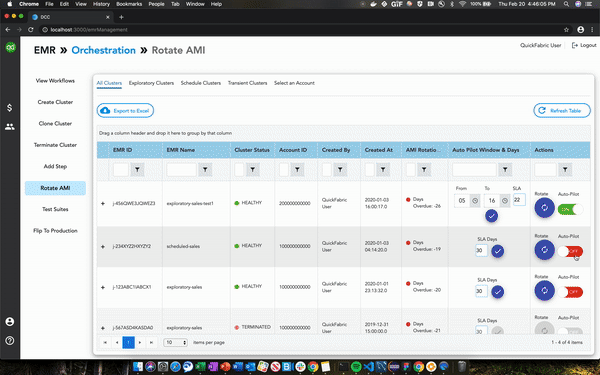 Chrome File Edit View History Bookmarks People Tab Window Help
100% Thu Feb 20 4:46:05 PM
DCC
localhost:3000/emrManagement
EMR » Orchestration » Rotate AMI
QuickFabric User
Logout
View Workflows
Create Cluster
Clone Cluster
Terminate Cluster
Add Step
Rotate AMI
Test Suites
Flip To Production
All Clusters Exploratory Clusters Schedule Clusters Transient Clusters Select an Account
Export to Excel
Refresh Table
Drag a column header and drop it here to group by that column
EMR ID EMR Name Cluster Status Account ID Created By Created At AMI Rotatio... Auto Pilot Window & Days Actions
j-456QWE3JQWEZ3 exploratory-sales-test1 HEALTHY 200000000000 QuickFabric User 2020-01-03 16:00:17.0 Days Overdue: -26 From 05 To 16 SLA 22 Rotate Auto-Pilot
j-234XYZ2HXYZY2 scheduled-sales HEALTHY 100000000000 QuickFabric User 2020-01-03 04:14:20.0 Days Overdue: -19 SLA Days 30 Rotate Auto-Pilot OFF
j-123ABC1IABCX1 exploratory-sales HEALTHY 100000000000 QuickFabric User 2020-01-01 23:13:32.0 Days Overdue: -20 SLA Days 30 Rotate Auto-Pilot OFF
j-567ASD4KASDA0 exploratory-sales TERMINATED 100000000000 QuickFabric User 2019-12-31 15:00:00.0 Days Overdue: -21 SLA Days 30 Rotate Auto-Pilot
1 10 items per page
1 - 4 of 4 items